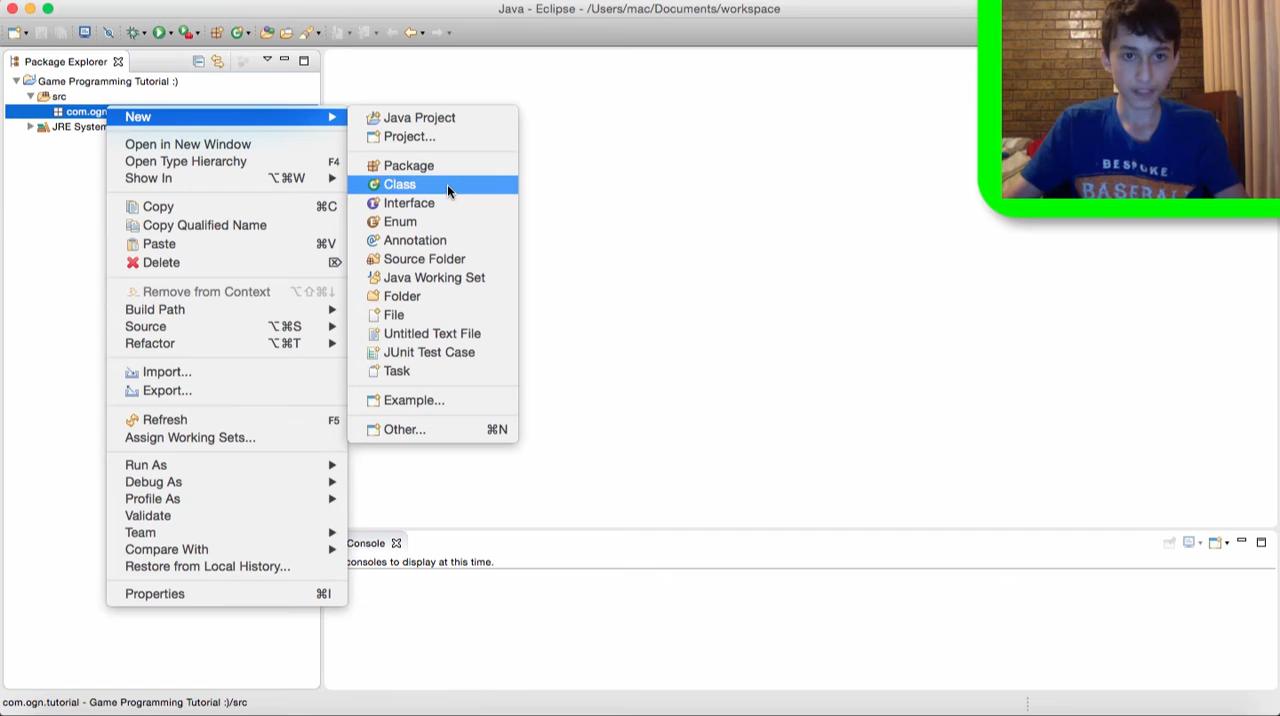 Java - Eclipse - /Users/mac/Documents/workspace
Package Explorer
Game Programming Tutorial :)
src
com.ogn
JRE System
New
Open in New Window
Open Type Hierarchy F4
Show In ⌥⌘W
Copy ⌘C
Copy Qualified Name
Paste ⌘V
Delete ⌦
Remove from Context ⌥⇧⌘↓
Build Path
Source ⌥⌘S
Refactor ⌥⌘T
Import...
Export...
Refresh F5
Assign Working Sets...
Run As
Debug As
Profile As
Validate
Team
Compare With
Restore from Local History...
Properties ⌘I
Java Project
Project...
Package
Class
Interface
Enum
Annotation
Source Folder
Java Working Set
Folder
File
Untitled Text File
JUnit Test Case
Task
Example...
Other... ⌘N
Console
consoles to display at this time.
com.ogn.tutorial - Game Programming Tutorial :)/src
BESPOKE
BASEBALL